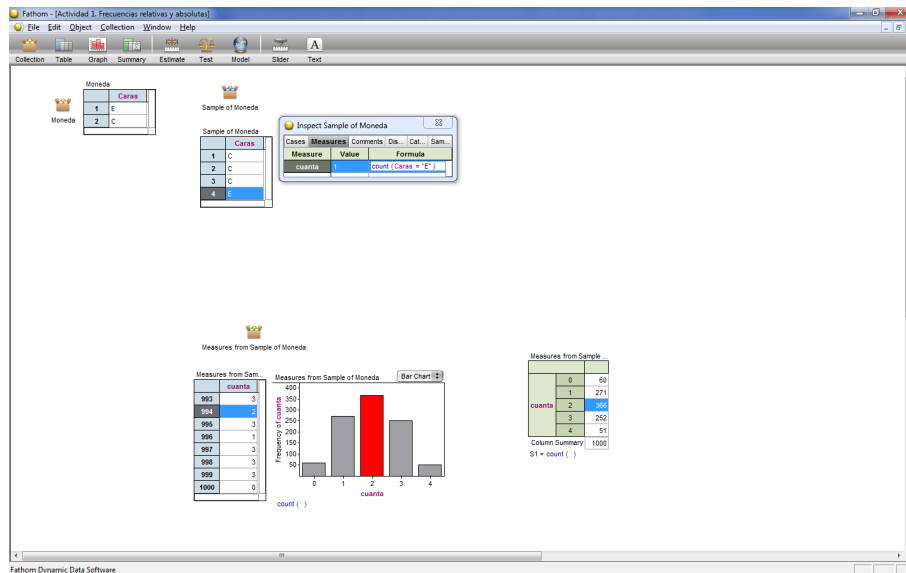 Fathom - [Actividad 1. Frecuencias relativas y absolutas]
File Edit Object Collection Window Help
Collection Table Graph Summary Estimate Test Model Slider Text
A
Moneda
Moneda
Caras
1 E
2 C
Sample of Moneda
Sample of Moneda
Caras
1 C
2 C
3 C
4 E
Inspect Sample of Moneda
Cases Measures Comments Dis... Cat... Sam...
Measure Value Formula
cuanta 1 count (Caras = "E")
Measures from Sample of Moneda
Measures from Sam...
cuanta
993 3
994 2
995 3
996 1
997 3
998 3
999 3
1000 0
Measures from Sample of Moneda Bar Chart
Frequency of cuanta
400
350
300
250
200
150
100
50
0 1 2 3 4
cuanta
count ( )
Measures from Sample ...
cuanta
0 60
1 271
2 366
3 252
4 51
Column Summary 1000
S1 = count ( )
Fathom Dynamic Data Software